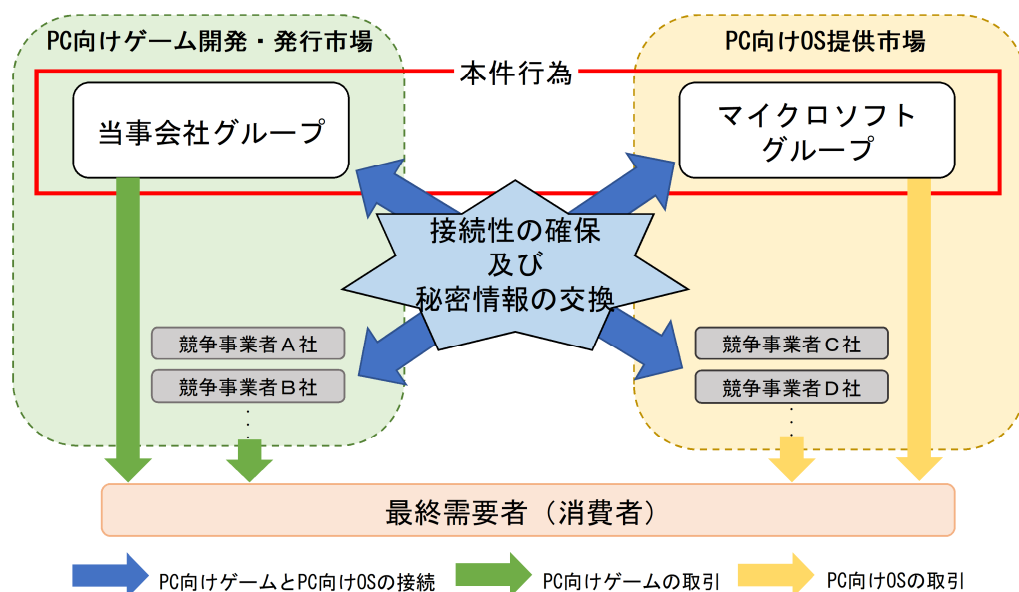 PC向けゲーム開発・発行市場
PC向けOS提供市場
本件行為
当事会社グループ
マイクロソフト
グループ
接続性の確保
及び
秘密情報の交換
競争事業者A社
競争事業者B社
競争事業者C社
競争事業者D社
最終需要者（消費者）
PC向けゲームとPC向けOSの接続
PC向けゲームの取引
PC向けOSの取引